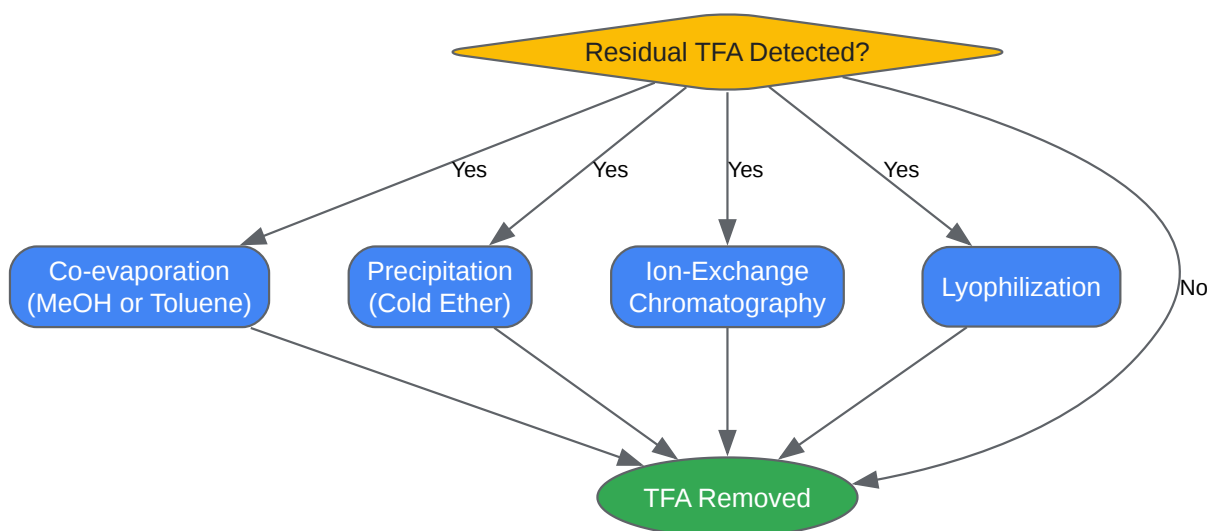 Residual TFA Detected?
Yes
Yes
Yes
Yes
No
Co-evaporation
(MeOH or Toluene)
Precipitation
(Cold Ether)
Ion-Exchange
Chromatography
Lyophilization
TFA Removed